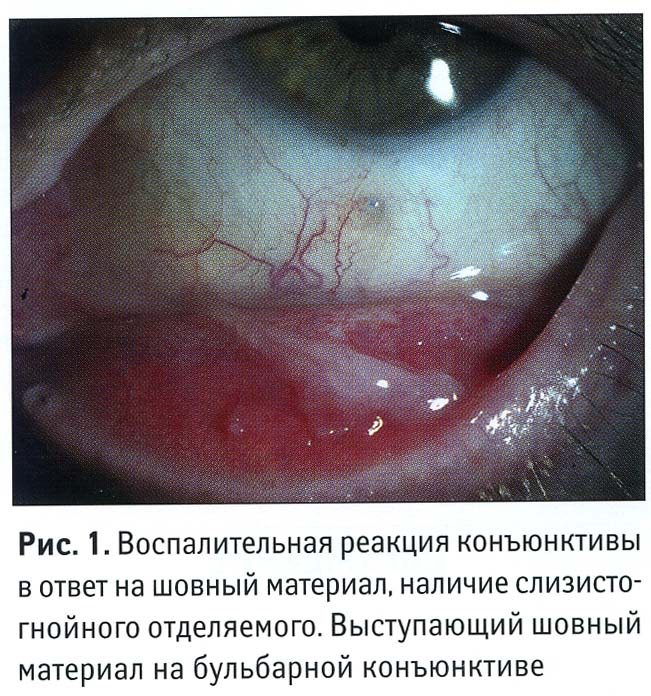 Рис. 1. Воспалительная реакция конъюнктивы
в ответ на шовный материал, наличие слизисто-
гнойного отделяемого. Выступающий шовный
материал на бульбарной конъюнктиве